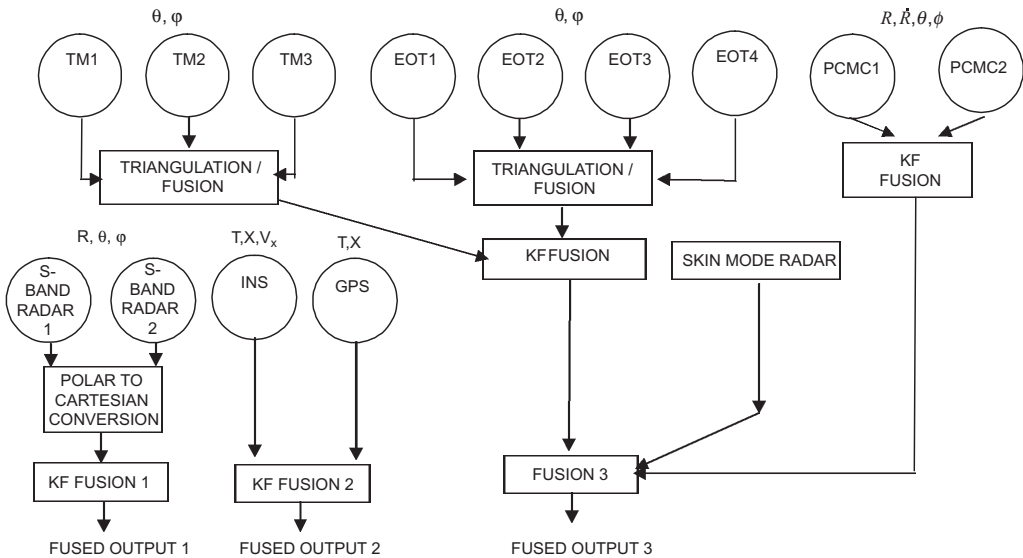 θ, φ
θ, φ
R, Ṙ, θ, ϕ
TM1
TM2
TM3
EOT1
EOT2
EOT3
EOT4
PCMC1
PCMC2
TRIANGULATION /
FUSION
TRIANGULATION /
FUSION
KF
FUSION
R, θ, φ
T,X,Vₓ
T,X
KF FUSION
SKIN MODE RADAR
S-
BAND
RADAR
1
S-
BAND
RADAR
2
INS
GPS
POLAR TO
CARTESIAN
CONVERSION
KF FUSION 1
KF FUSION 2
FUSION 3
FUSED OUTPUT 1
FUSED OUTPUT 2
FUSED OUTPUT 3